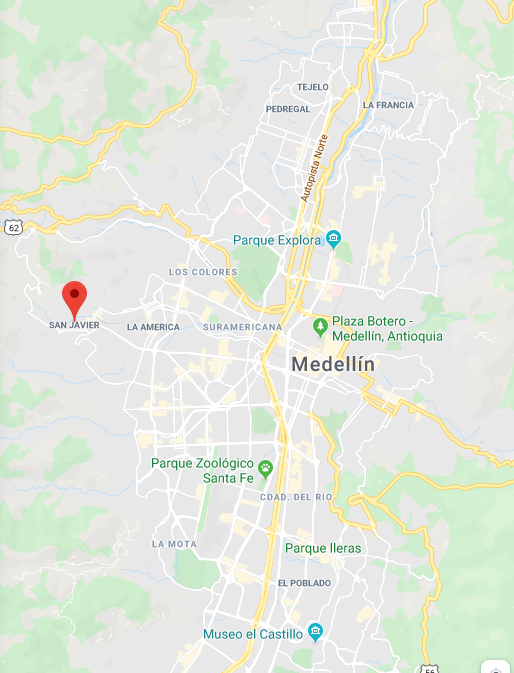 TEJELO
PEDREGAL
LA FRANCIA
Autopista Norte
62
Parque Explora
LOS COLORES
SAN JAVIER
LA AMERICA
SURAMERICANA
Plaza Botero -
Medellín, Antioquia
Medellín
Parque Zoológico
Santa Fe
CDAD. DEL RIO
LA MOTA
Parque lleras
EL POBLADO
Museo el Castillo